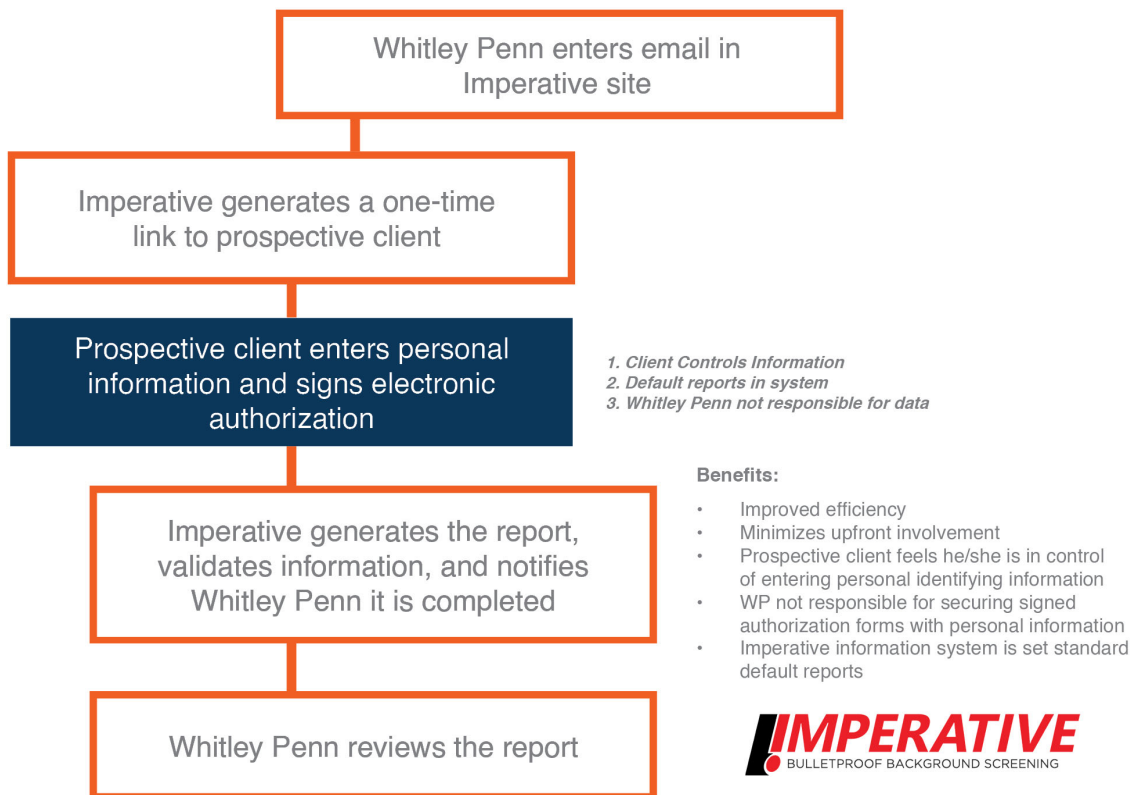 Whitley Penn enters email in
Imperative site
Imperative generates a one-time
link to prospective client
Prospective client enters personal
information and signs electronic
authorization
1. Client Controls Information
2. Default reports in system
3. Whitley Penn not responsible for data
Imperative generates the report,
validates information, and notifies
Whitley Penn it is completed
Whitley Penn reviews the report
Benefits:
• Improved efficiency
• Minimizes upfront involvement
• Prospective client feels he/she is in control
of entering personal identifying information
• WP not responsible for securing signed
authorization forms with personal information
• Imperative information system is set standard
default reports
IMPERATIVE
BULLETPROOF BACKGROUND SCREENING